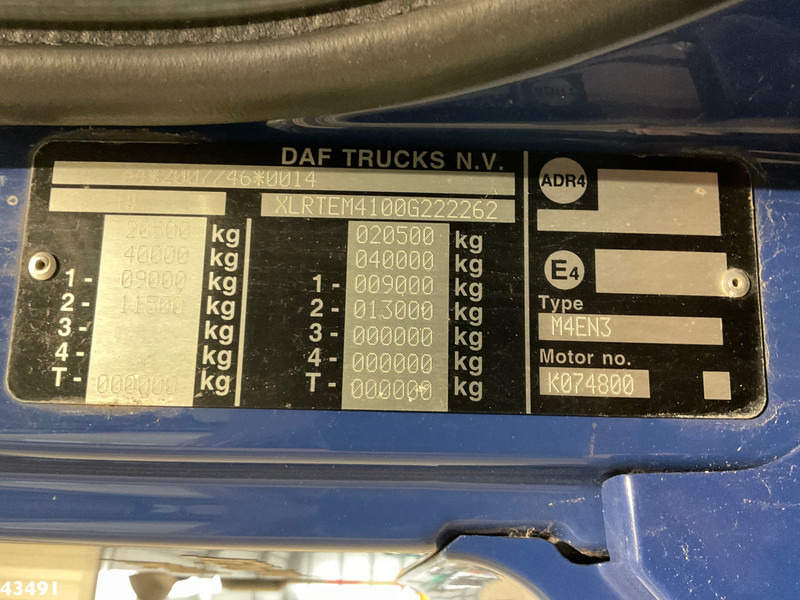 DAF TRUCKS N.V.
e4*2007/46*0014
XLRTEM4100G222262
20500 kg
40000 kg
1 - 09000 kg
2 - 11500 kg
3 - kg
4 - kg
T - 000000 kg
020500 kg
040000 kg
1 - 009000 kg
2 - 013000 kg
3 - 000000 kg
4 - 000000 kg
T - 000000 kg
ADR4
E4
Type
M4EN3
Motor no.
K074800
43491